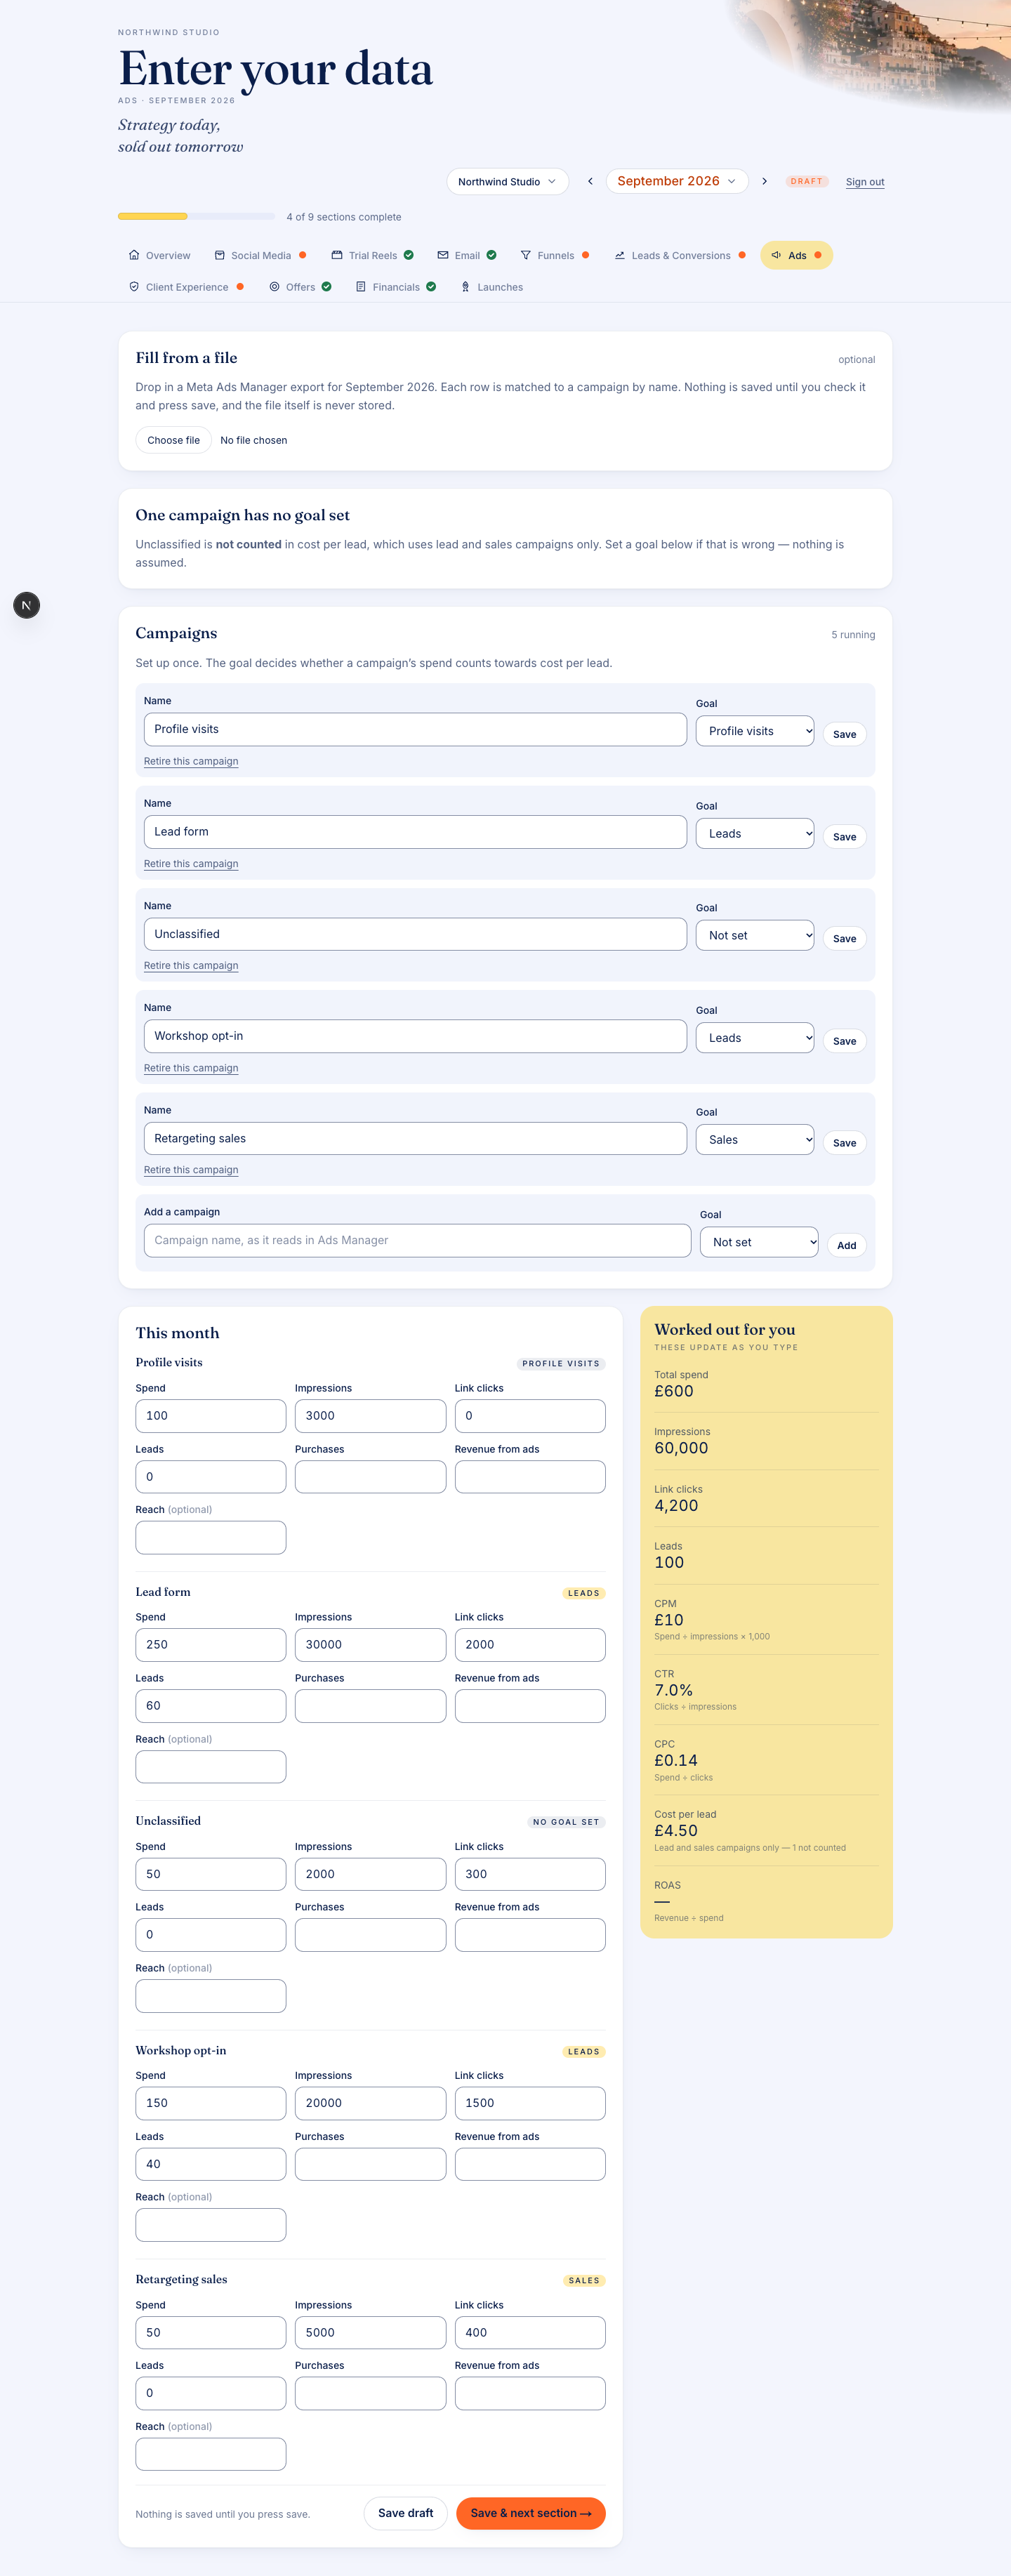 NORTHWIND STUDIO
Enter your data
ADS · SEPTEMBER 2026
Strategy today,
sold out tomorrow
Northwind Studio
September 2026
DRAFT
Sign out
4 of 9 sections complete
Overview
Social Media
Trial Reels
Email
Funnels
Leads & Conversions
Ads
Client Experience
Offers
Financials
Launches
Fill from a file
optional
Drop in a Meta Ads Manager export for September 2026. Each row is matched to a campaign by name. Nothing is saved until you check it
and press save, and the file itself is never stored.
Choose file No file chosen
One campaign has no goal set
Unclassified is not counted in cost per lead, which uses lead and sales campaigns only. Set a goal below if that is wrong — nothing is
assumed.
N
Campaigns
5 running
Set up once. The goal decides whether a campaign’s spend counts towards cost per lead.
Name
Goal
Profile visits
Profile visits
Save
Retire this campaign
Name
Goal
Lead form
Leads
Save
Retire this campaign
Name
Goal
Unclassified
Not set
Save
Retire this campaign
Name
Goal
Workshop opt-in
Leads
Save
Retire this campaign
Name
Goal
Retargeting sales
Sales
Save
Retire this campaign
Add a campaign
Goal
Campaign name, as it reads in Ads Manager
Not set
Add
This month
Profile visits
PROFILE VISITS
Spend Impressions Link clicks
100 3000 0
Leads Purchases Revenue from ads
0
Reach (optional)
Lead form
LEADS
Spend Impressions Link clicks
250 30000 2000
Leads Purchases Revenue from ads
60
Reach (optional)
Unclassified
NO GOAL SET
Spend Impressions Link clicks
50 2000 300
Leads Purchases Revenue from ads
0
Reach (optional)
Workshop opt-in
LEADS
Spend Impressions Link clicks
150 20000 1500
Leads Purchases Revenue from ads
40
Reach (optional)
Retargeting sales
SALES
Spend Impressions Link clicks
50 5000 400
Leads Purchases Revenue from ads
0
Reach (optional)
Nothing is saved until you press save.
Save draft
Save & next section →
Worked out for you
THESE UPDATE AS YOU TYPE
Total spend
£600
Impressions
60,000
Link clicks
4,200
Leads
100
CPM
£10
Spend ÷ impressions × 1,000
CTR
7.0%
Clicks ÷ impressions
CPC
£0.14
Spend ÷ clicks
Cost per lead
£4.50
Lead and sales campaigns only — 1 not counted
ROAS
—
Revenue ÷ spend